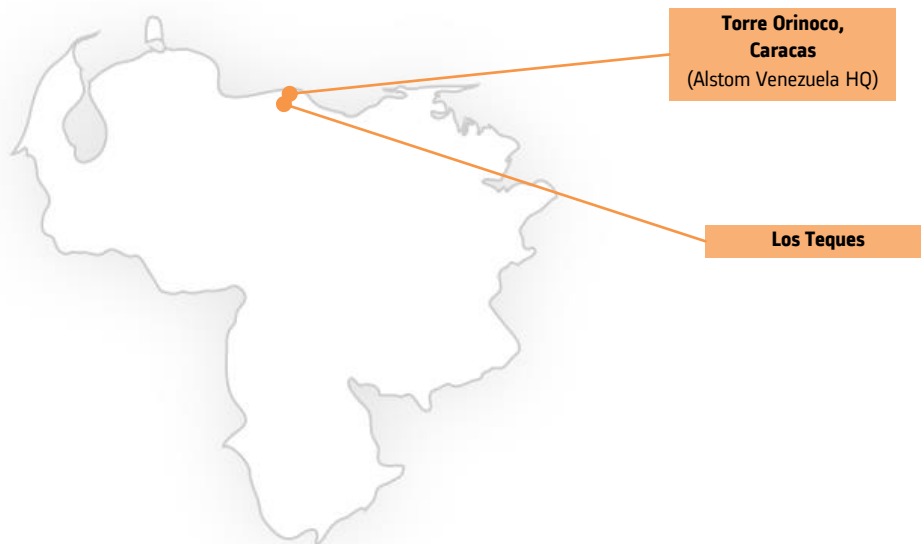 Torre Orinoco,
Caracas
(Alstom Venezuela HQ)
Los Teques